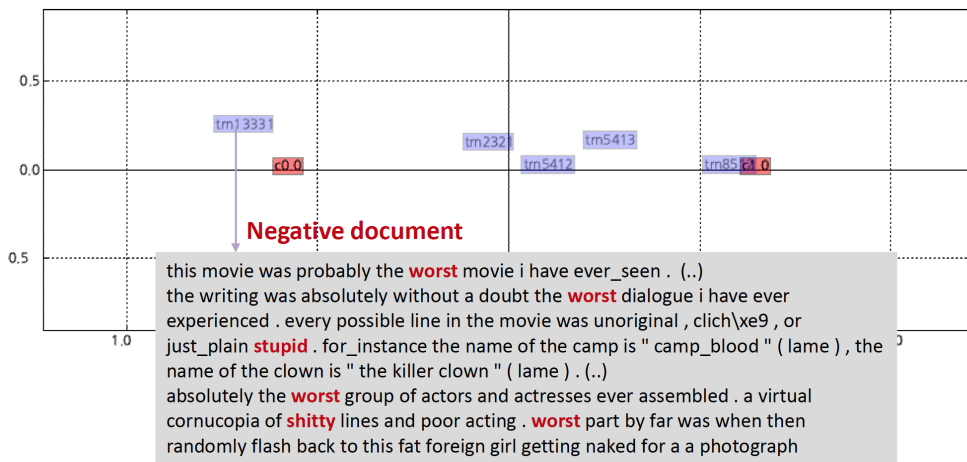 0.5
trn13331
trn2321
trn5413
c0.0
trn5412
trn85
0.0
Negative document
0.5
this movie was probably the worst movie i have ever_seen . (..)
the writing was absolutely without a doubt the worst dialogue i have ever
experienced . every possible line in the movie was unoriginal , clich\xe9 , or
just_plain stupid . for_instance the name of the camp is " camp_blood " ( lame ) , the
name of the clown is " the killer clown " ( lame ) . (..)
absolutely the worst group of actors and actresses ever assembled . a virtual
cornucopia of shitty lines and poor acting . worst part by far was when then
randomly flash back to this fat foreign girl getting naked for a a photograph
1.0